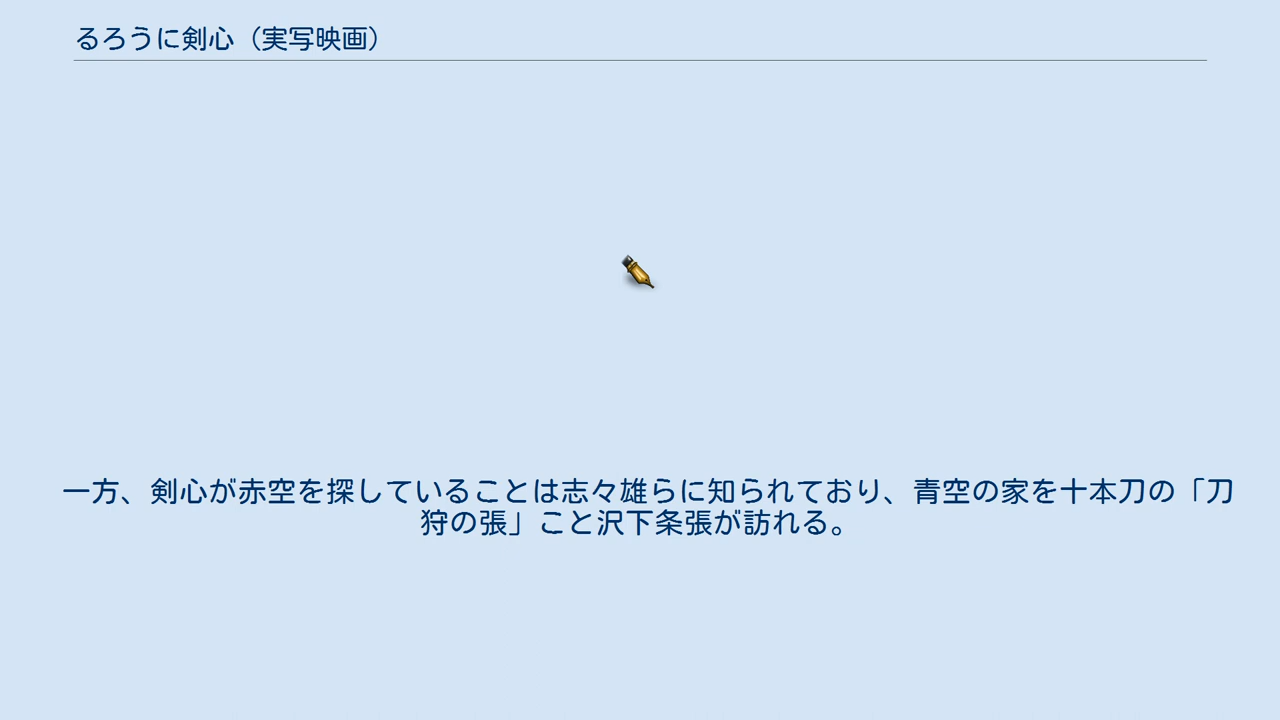 るろうに剣心（実写映画）
一方、剣心が赤空を探していることは志々雄らに知られており、青空の家を十本刀の「刀
狩の張」こと沢下条張が訪れる。